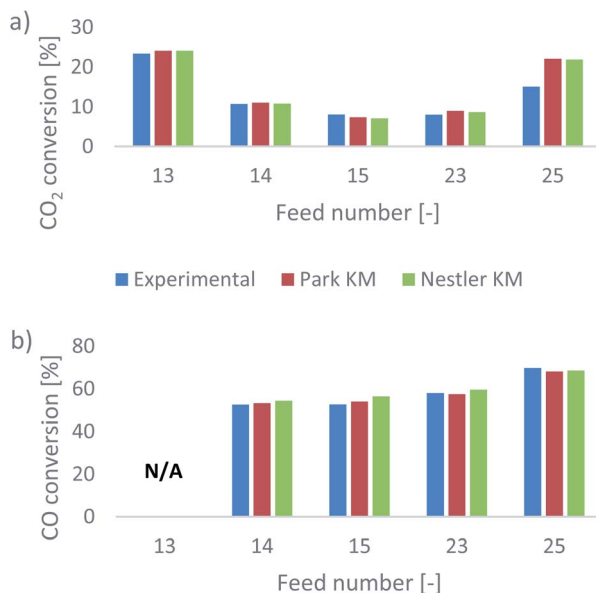 a)
CO₂ conversion [%]
30
20
10
0
13 14 15 23 25
Feed number [-]
Experimental Park KM Nestler KM
b)
CO conversion [%]
80
60
40
20
0
N/A
13 14 15 23 25
Feed number [-]